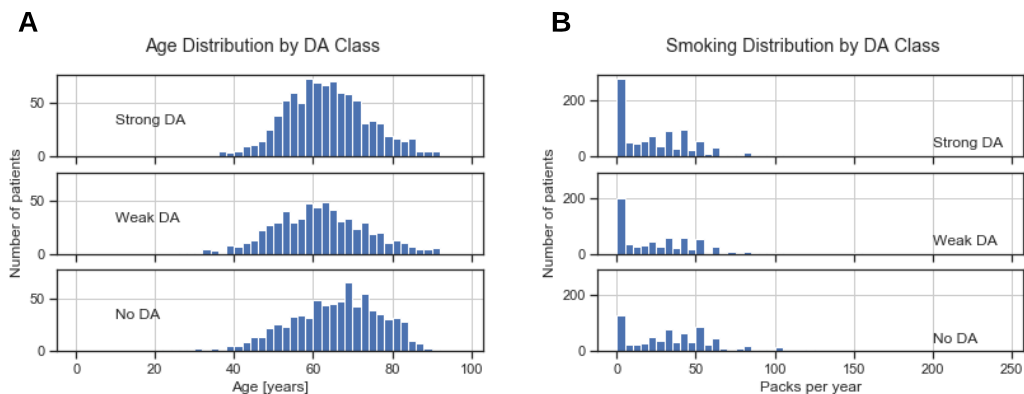 A
Age Distribution by DA Class
Number of patients
50
0
Strong DA
50
0
Weak DA
50
0
No DA
0 20 40 60 80 100
Age [years]
B
Smoking Distribution by DA Class
Number of patients
200
0
Strong DA
200
0
Weak DA
200
0
No DA
0 50 100 150 200 250
Packs per year